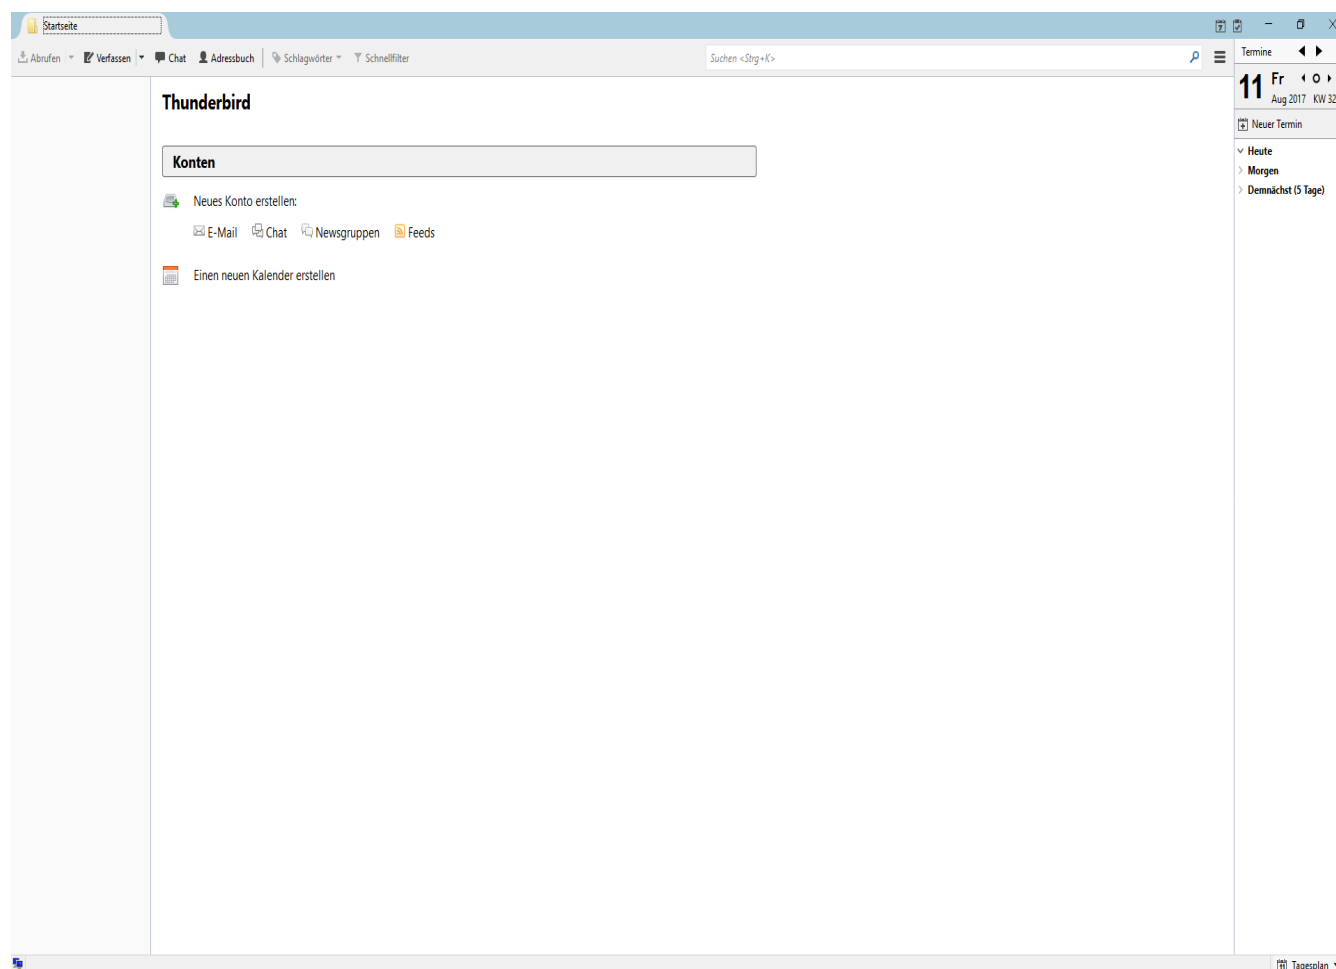 Startseite
Abrufen Verfassen Chat Adressbuch Schlagwörter Schnellfilter Suchen <Strg+K>
Termine
11 Fr
Aug 2017 KW 32
Neuer Termin
Heute
Morgen
Demnächst (5 Tage)
Thunderbird
Konten
Neues Konto erstellen:
E-Mail Chat Newsgruppen Feeds
Einen neuen Kalender erstellen
Tagesplan